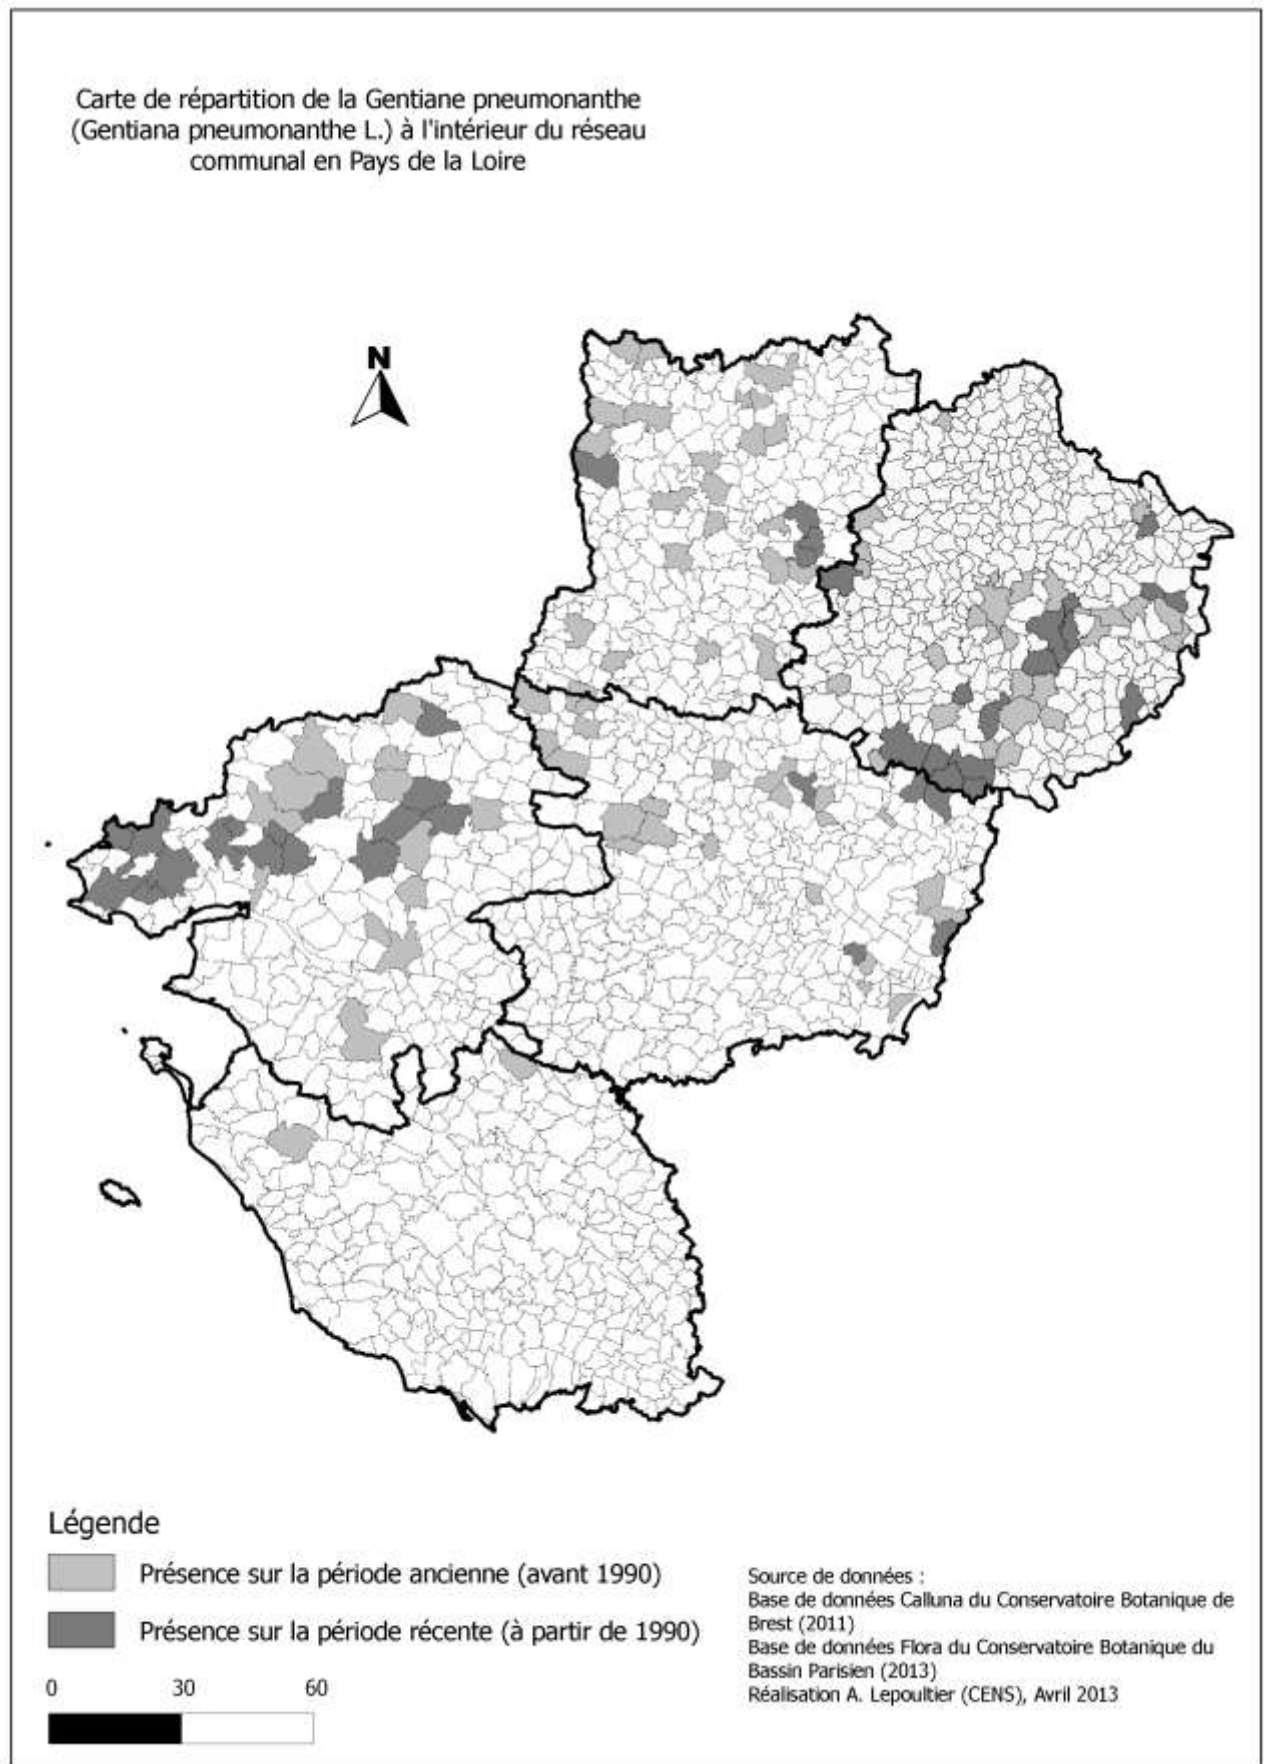 Carte de répartition de la Gentiane pneumonanthe
(Gentiana pneumonanthe L.) à l'intérieur du réseau
communal en Pays de la Loire
N
Légende
Présence sur la période ancienne (avant 1990)
Présence sur la période récente (à partir de 1990)
0 30 60
Source de données :
Base de données Calluna du Conservatoire Botanique de
Brest (2011)
Base de données Flora du Conservatoire Botanique du
Bassin Parisien (2013)
Réalisation A. Lepoultier (CENS), Avril 2013